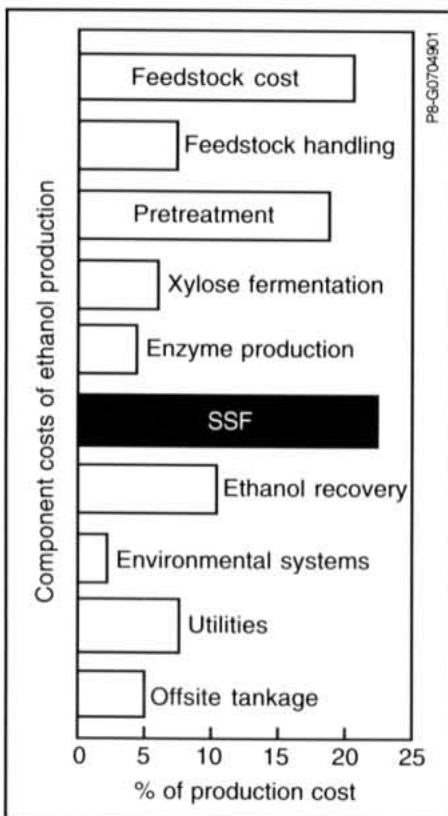 P8-G0704901
Component costs of ethanol production
Feedstock cost
Feedstock handling
Pretreatment
Xylose fermentation
Enzyme production
SSF
Ethanol recovery
Environmental systems
Utilities
Offsite tankage
0 5 10 15 20 25
% of production cost